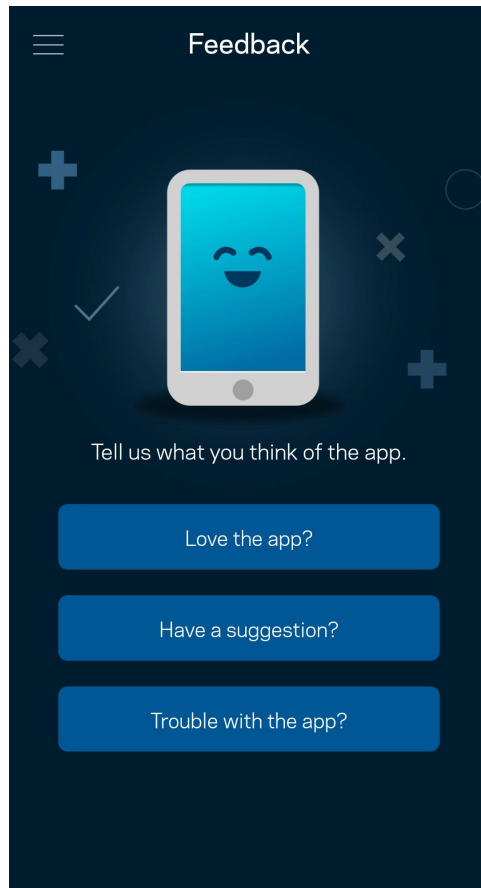 Feedback
Tell us what you think of the app.
Love the app?
Have a suggestion?
Trouble with the app?